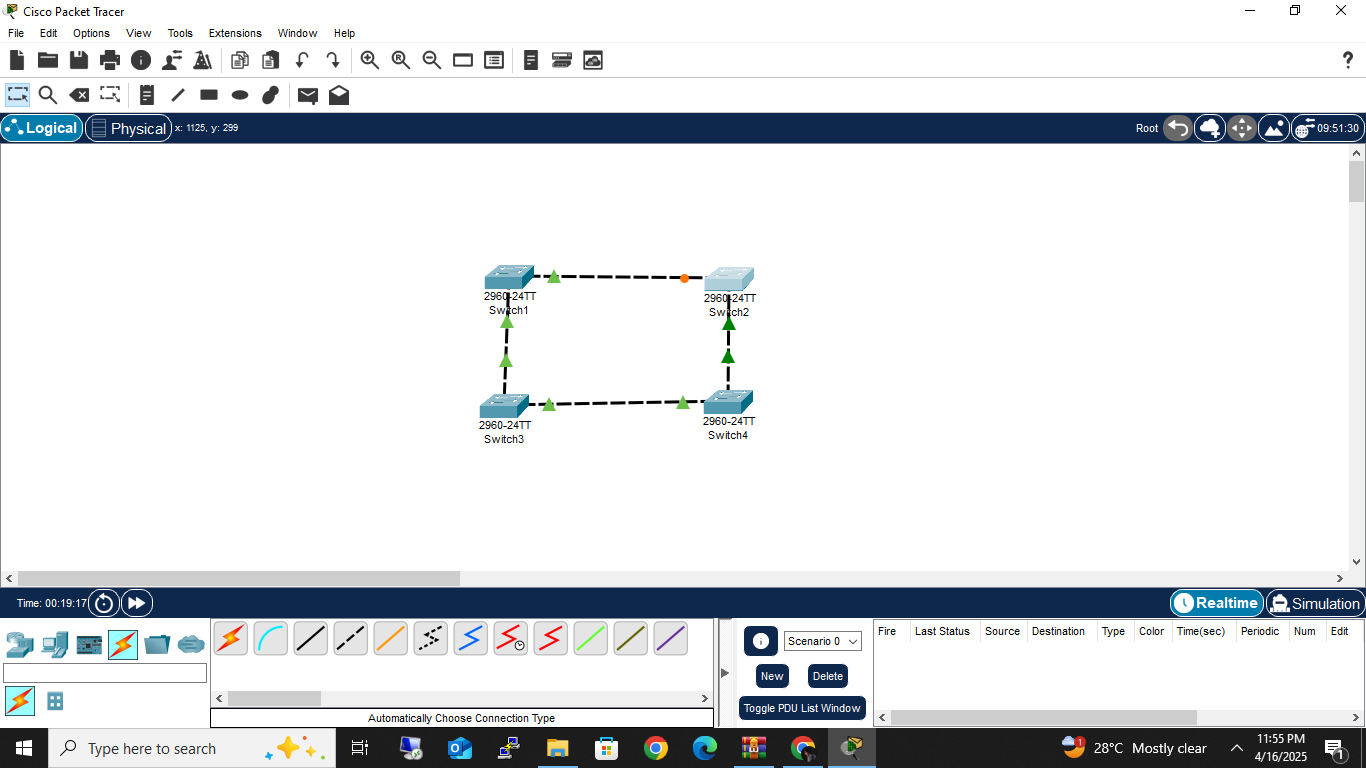 Cisco Packet Tracer
File Edit Options View Tools Extensions Window Help
Logical Physical x: 1125, y: 299 Root 09:51:30
2960-24TT
Switch1
2960-24TT
Switch2
2960-24TT
Switch3
2960-24TT
Switch4
Time: 00:19:17 Realtime Simulation
Scenario 0
New Delete
Toggle PDU List Window
Fire Last Status Source Destination Type Color Time(sec) Periodic Num Edit
Automatically Choose Connection Type
Type here to search
1 28°C Mostly clear
11:55 PM
4/16/2025
1